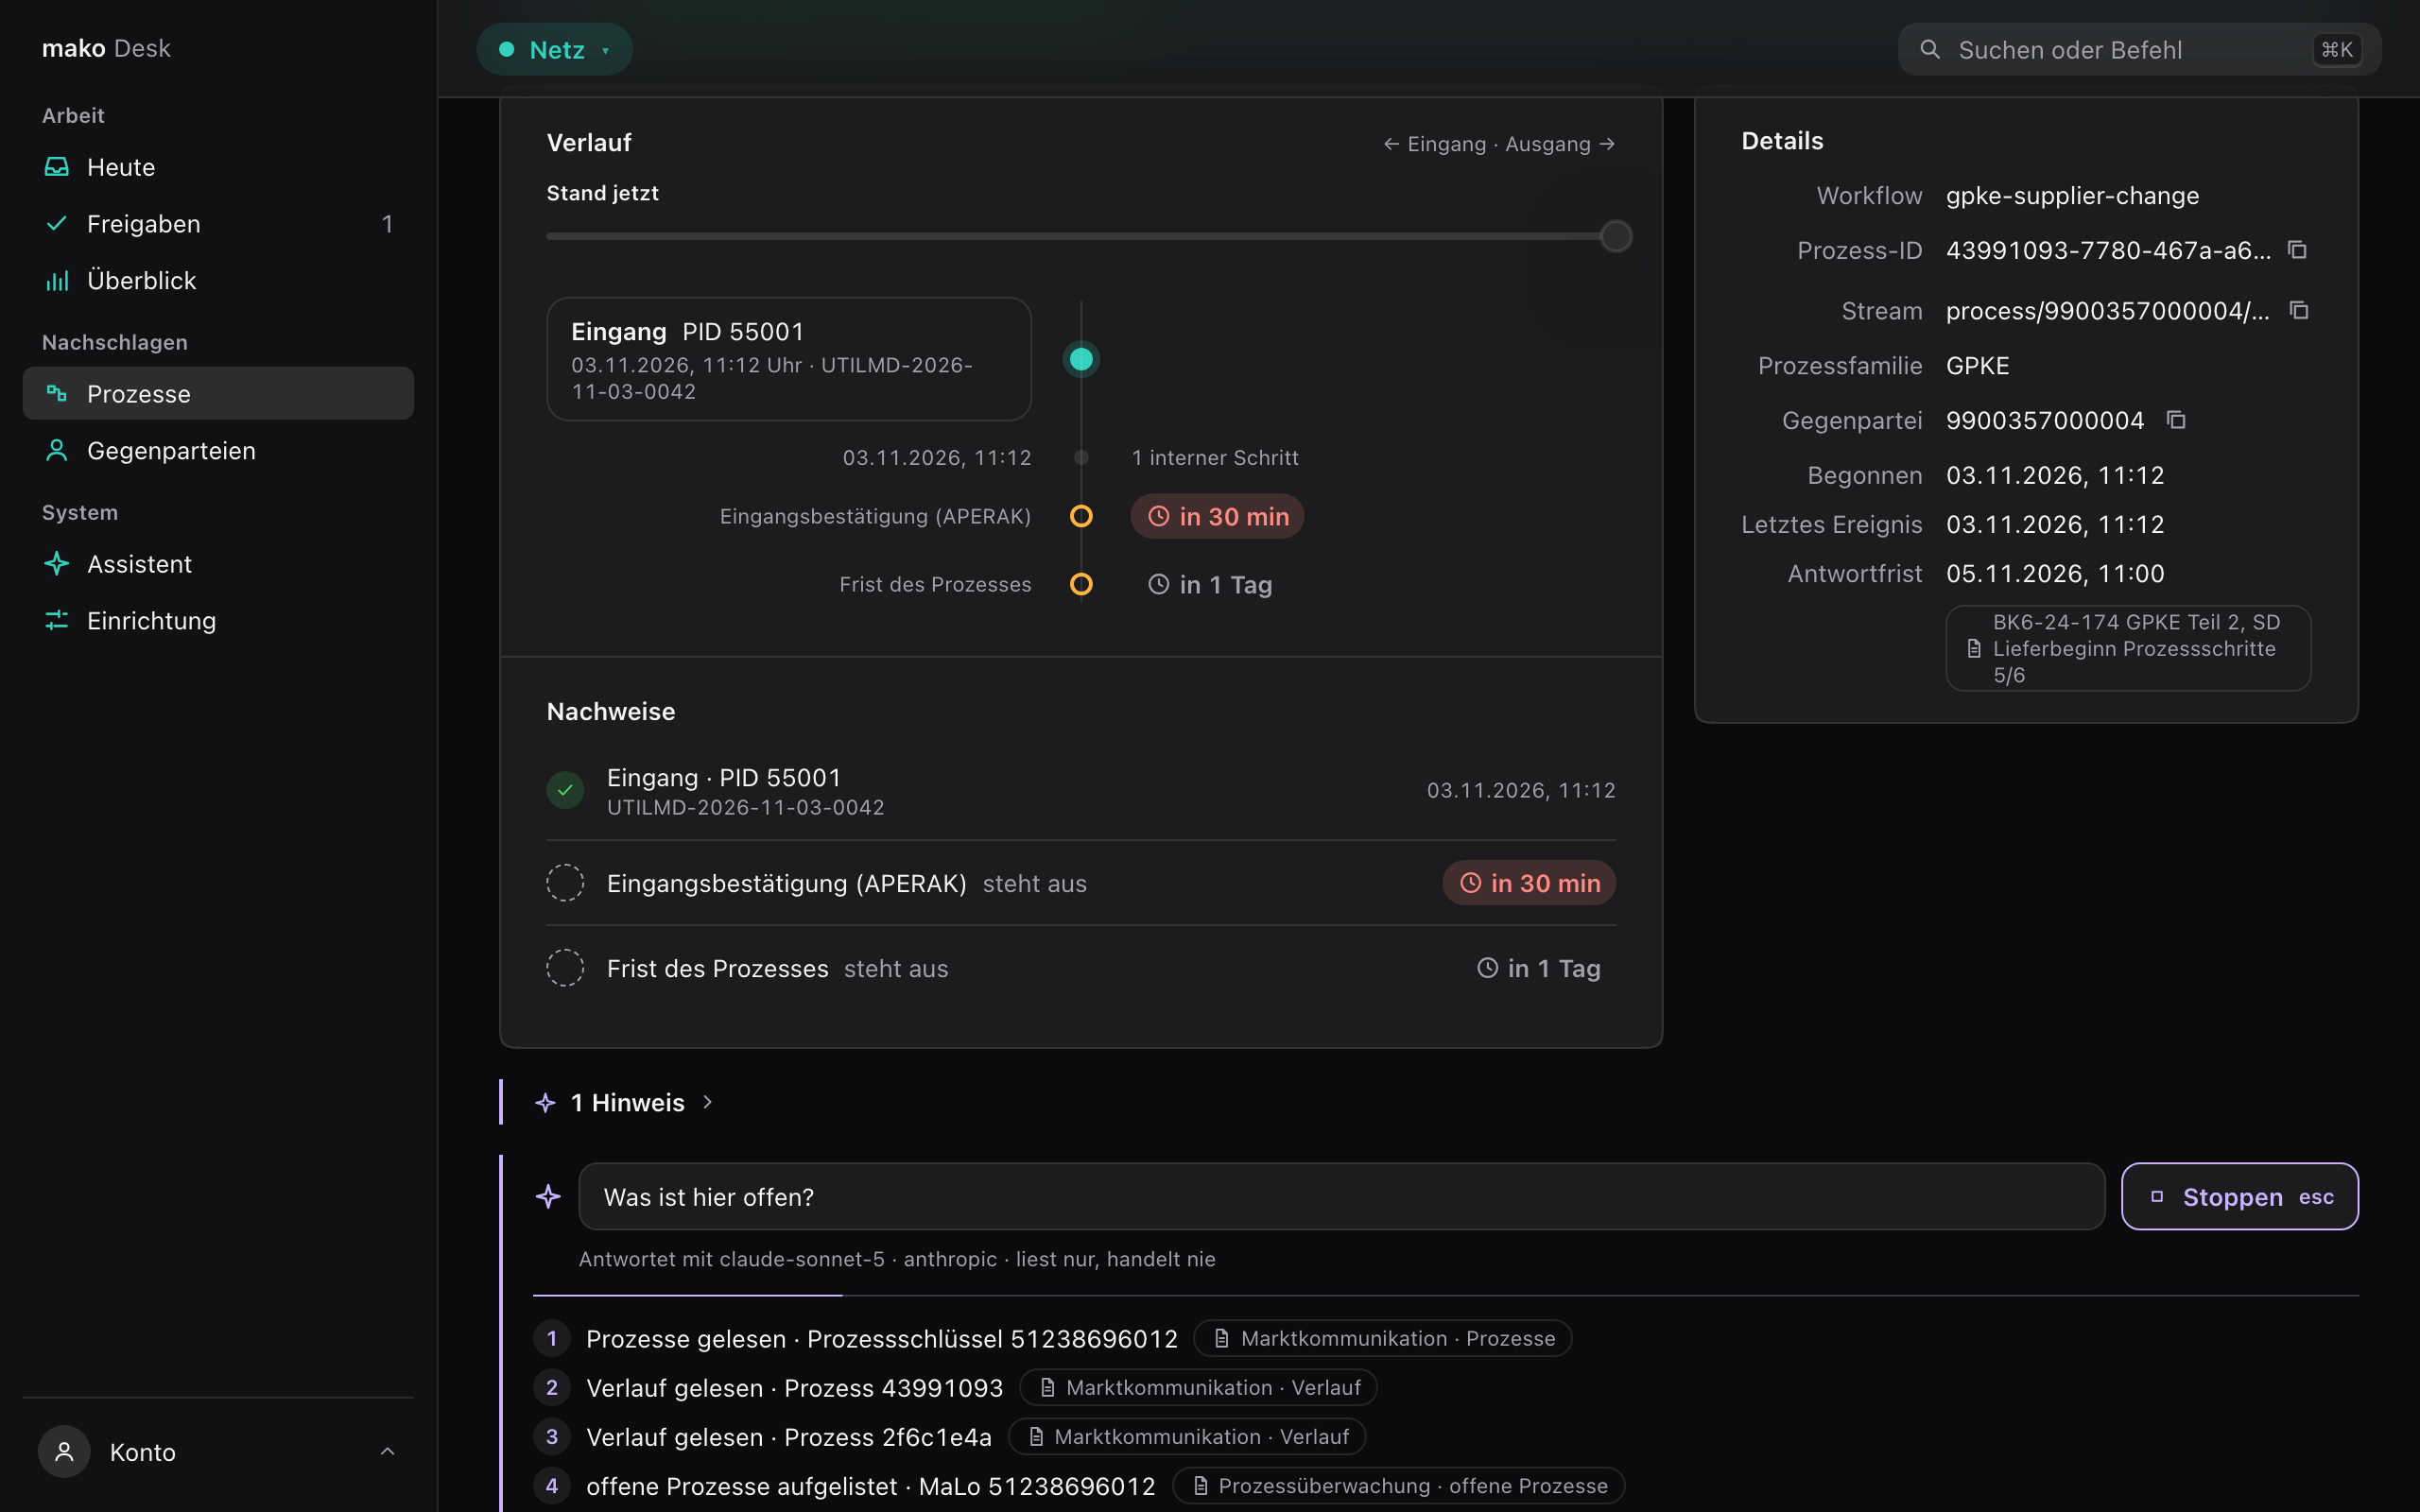 mako Desk
Arbeit
Heute
Freigaben 1
Überblick
Nachschlagen
Prozesse
Gegenparteien
System
Assistent
Einrichtung
Konto
Netz
Suchen oder Befehl ⌘K
Verlauf
← Eingang · Ausgang →
Stand jetzt
Eingang PID 55001
03.11.2026, 11:12 Uhr · UTILMD-2026-
11-03-0042
03.11.2026, 11:12 1 interner Schritt
Eingangsbestätigung (APERAK) in 30 min
Frist des Prozesses in 1 Tag
Nachweise
Eingang · PID 55001
UTILMD-2026-11-03-0042
03.11.2026, 11:12
Eingangsbestätigung (APERAK) steht aus in 30 min
Frist des Prozesses steht aus in 1 Tag
Details
Workflow gpke-supplier-change
Prozess-ID 43991093-7780-467a-a6…
Stream process/9900357000004/…
Prozessfamilie GPKE
Gegenpartei 9900357000004
Begonnen 03.11.2026, 11:12
Letztes Ereignis 03.11.2026, 11:12
Antwortfrist 05.11.2026, 11:00
BK6-24-174 GPKE Teil 2, SD
Lieferbeginn Prozessschritte
5/6
1 Hinweis
Was ist hier offen?
Stoppen esc
Antwortet mit claude-sonnet-5 · anthropic · liest nur, handelt nie
1 Prozesse gelesen · Prozessschlüssel 51238696012 Marktkommunikation · Prozesse
2 Verlauf gelesen · Prozess 43991093 Marktkommunikation · Verlauf
3 Verlauf gelesen · Prozess 2f6c1e4a Marktkommunikation · Verlauf
4 offene Prozesse aufgelistet · MaLo 51238696012 Prozessüberwachung · offene Prozesse